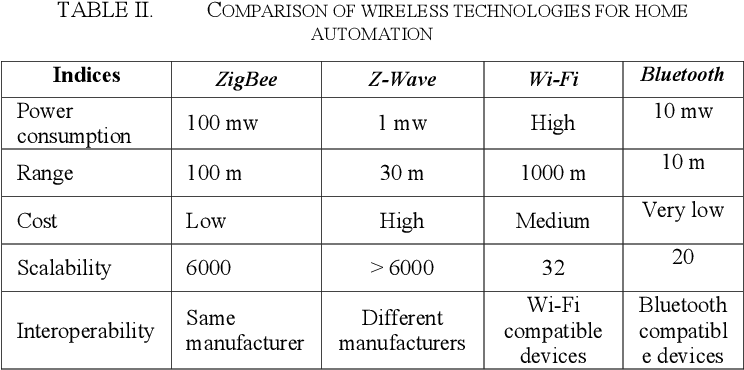 TABLE II. COMPARISON OF WIRELESS TECHNOLOGIES FOR HOME
AUTOMATION
Indices ZigBee Z-Wave Wi-Fi Bluetooth
Power
consumption 100 mw 1 mw High 10 mw
Range 100 m 30 m 1000 m 10 m
Cost Low High Medium Very low
Scalability 6000 > 6000 32 20
Interoperability
Same
manufacturer
Different
manufacturers
Wi-Fi
compatible
devices
Bluetooth
compatibl
e devices